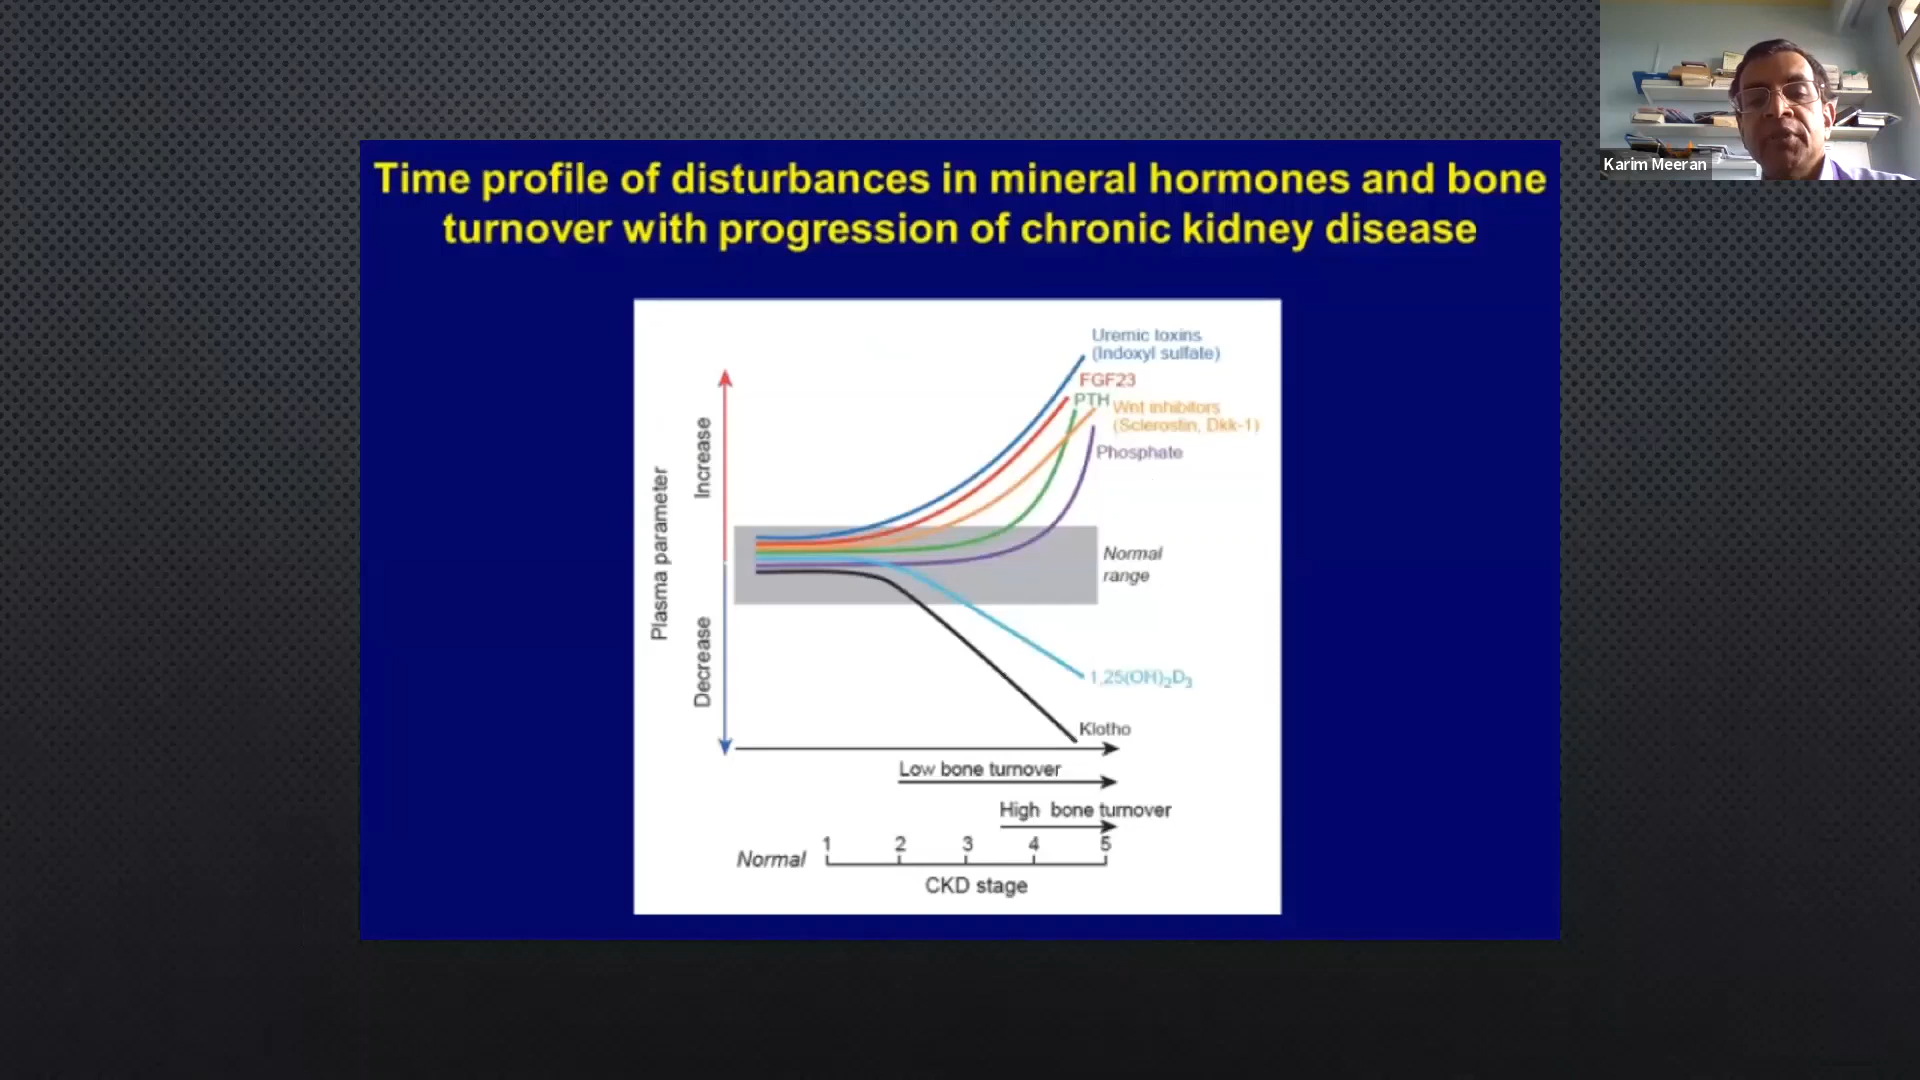 Karim Meeran
Time profile of disturbances in mineral hormones and bone
turnover with progression of chronic kidney disease
Uremic toxins
(Indoxyl sulfate)
FGF23
PTH
Wnt inhibitors
(Sclerostin, Dkk-1)
Phosphate
Plasma parameter
Increase
Decrease
Normal
range
1,25(OH)₂D₃
Klotho
Low bone turnover
High bone turnover
Normal
1 2 3 4 5
CKD stage